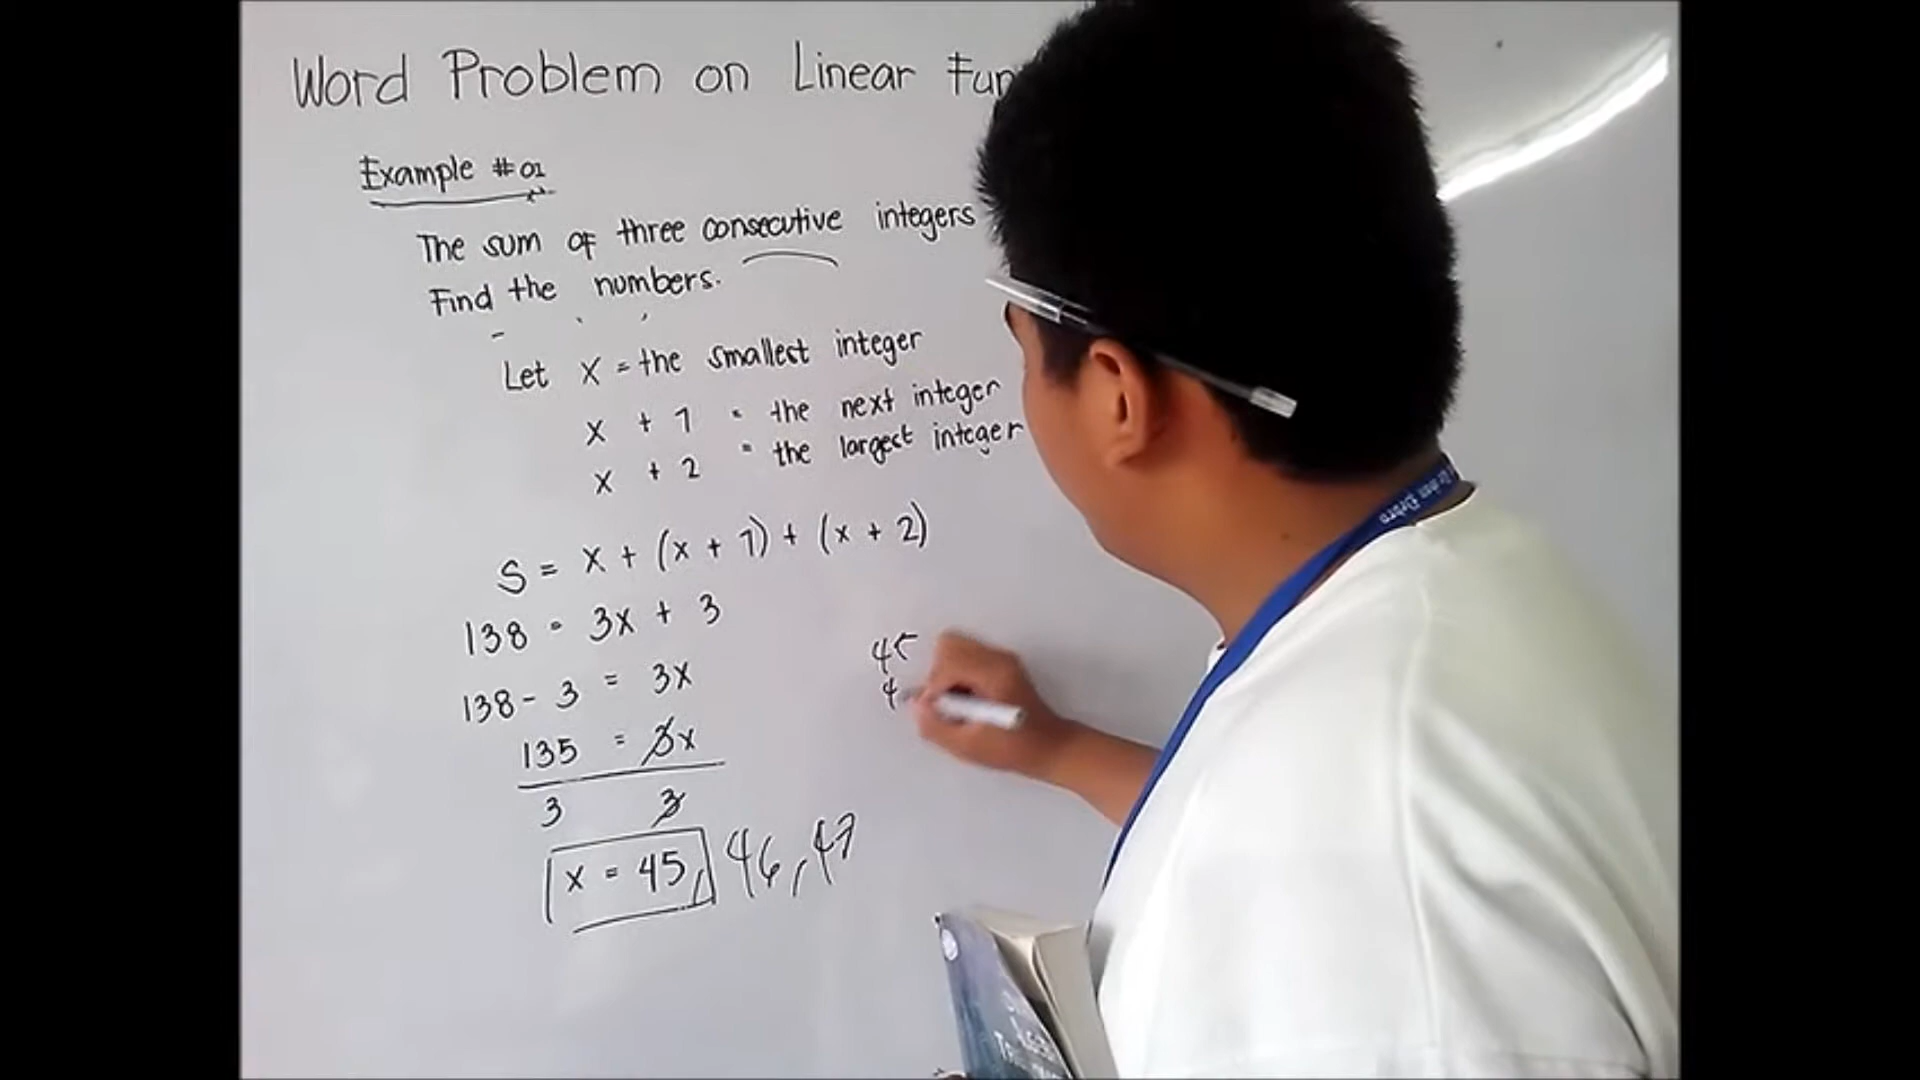 Word Problem on Linear Fun
Example #01
The sum of three consecutive integers
Find the numbers.
Let x = the smallest integer
x + 1 = the next integer
x + 2 = the largest integer
S = x + (x + 1) + (x + 2)
138 = 3x + 3
138 - 3 = 3x
135 = 3x
3 3
x = 45, 46, 47
45
4